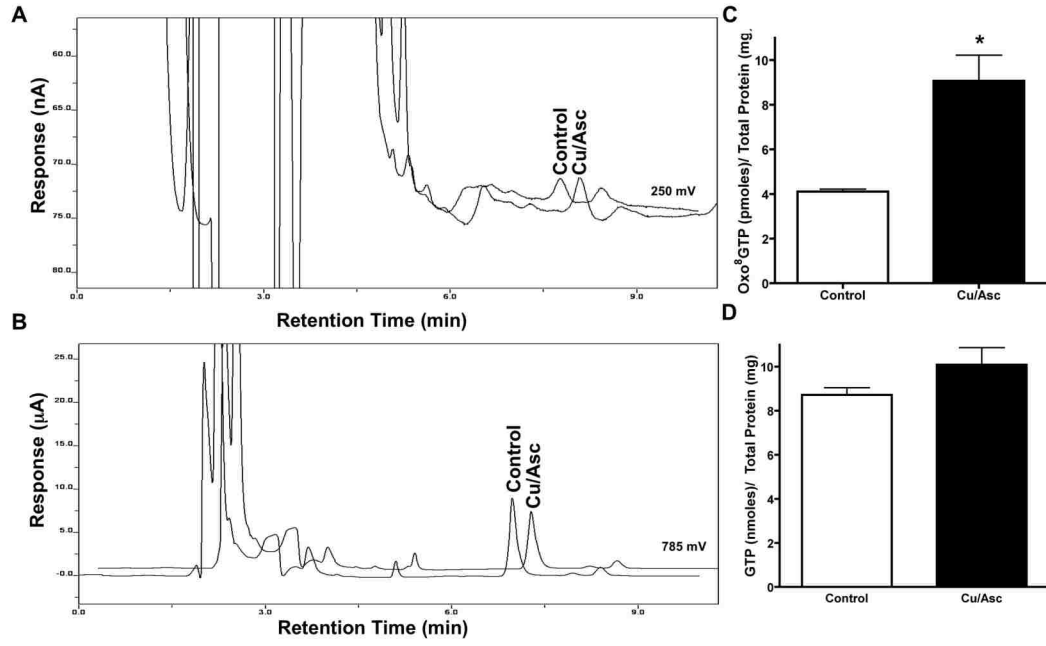 A
Response (nA)
60.0
65.0
70.0
75.0
80.0
Control
Cu/Asc
250 mV
0.0 3.0 6.0 9.0
Retention Time (min)
B
Response (μA)
25.0
20.0
15.0
10.0
5.0
-0.0
Control
Cu/Asc
785 mV
0.0 3.0 6.0 9.0
Retention Time (min)
C
Oxo⁸GTP (pmoles)/ Total Protein (mg.
10
8
6
4
2
0
*
Control Cu/Asc
D
GTP (nmoles)/ Total Protein (mg)
10
8
6
4
2
0
Control Cu/Asc